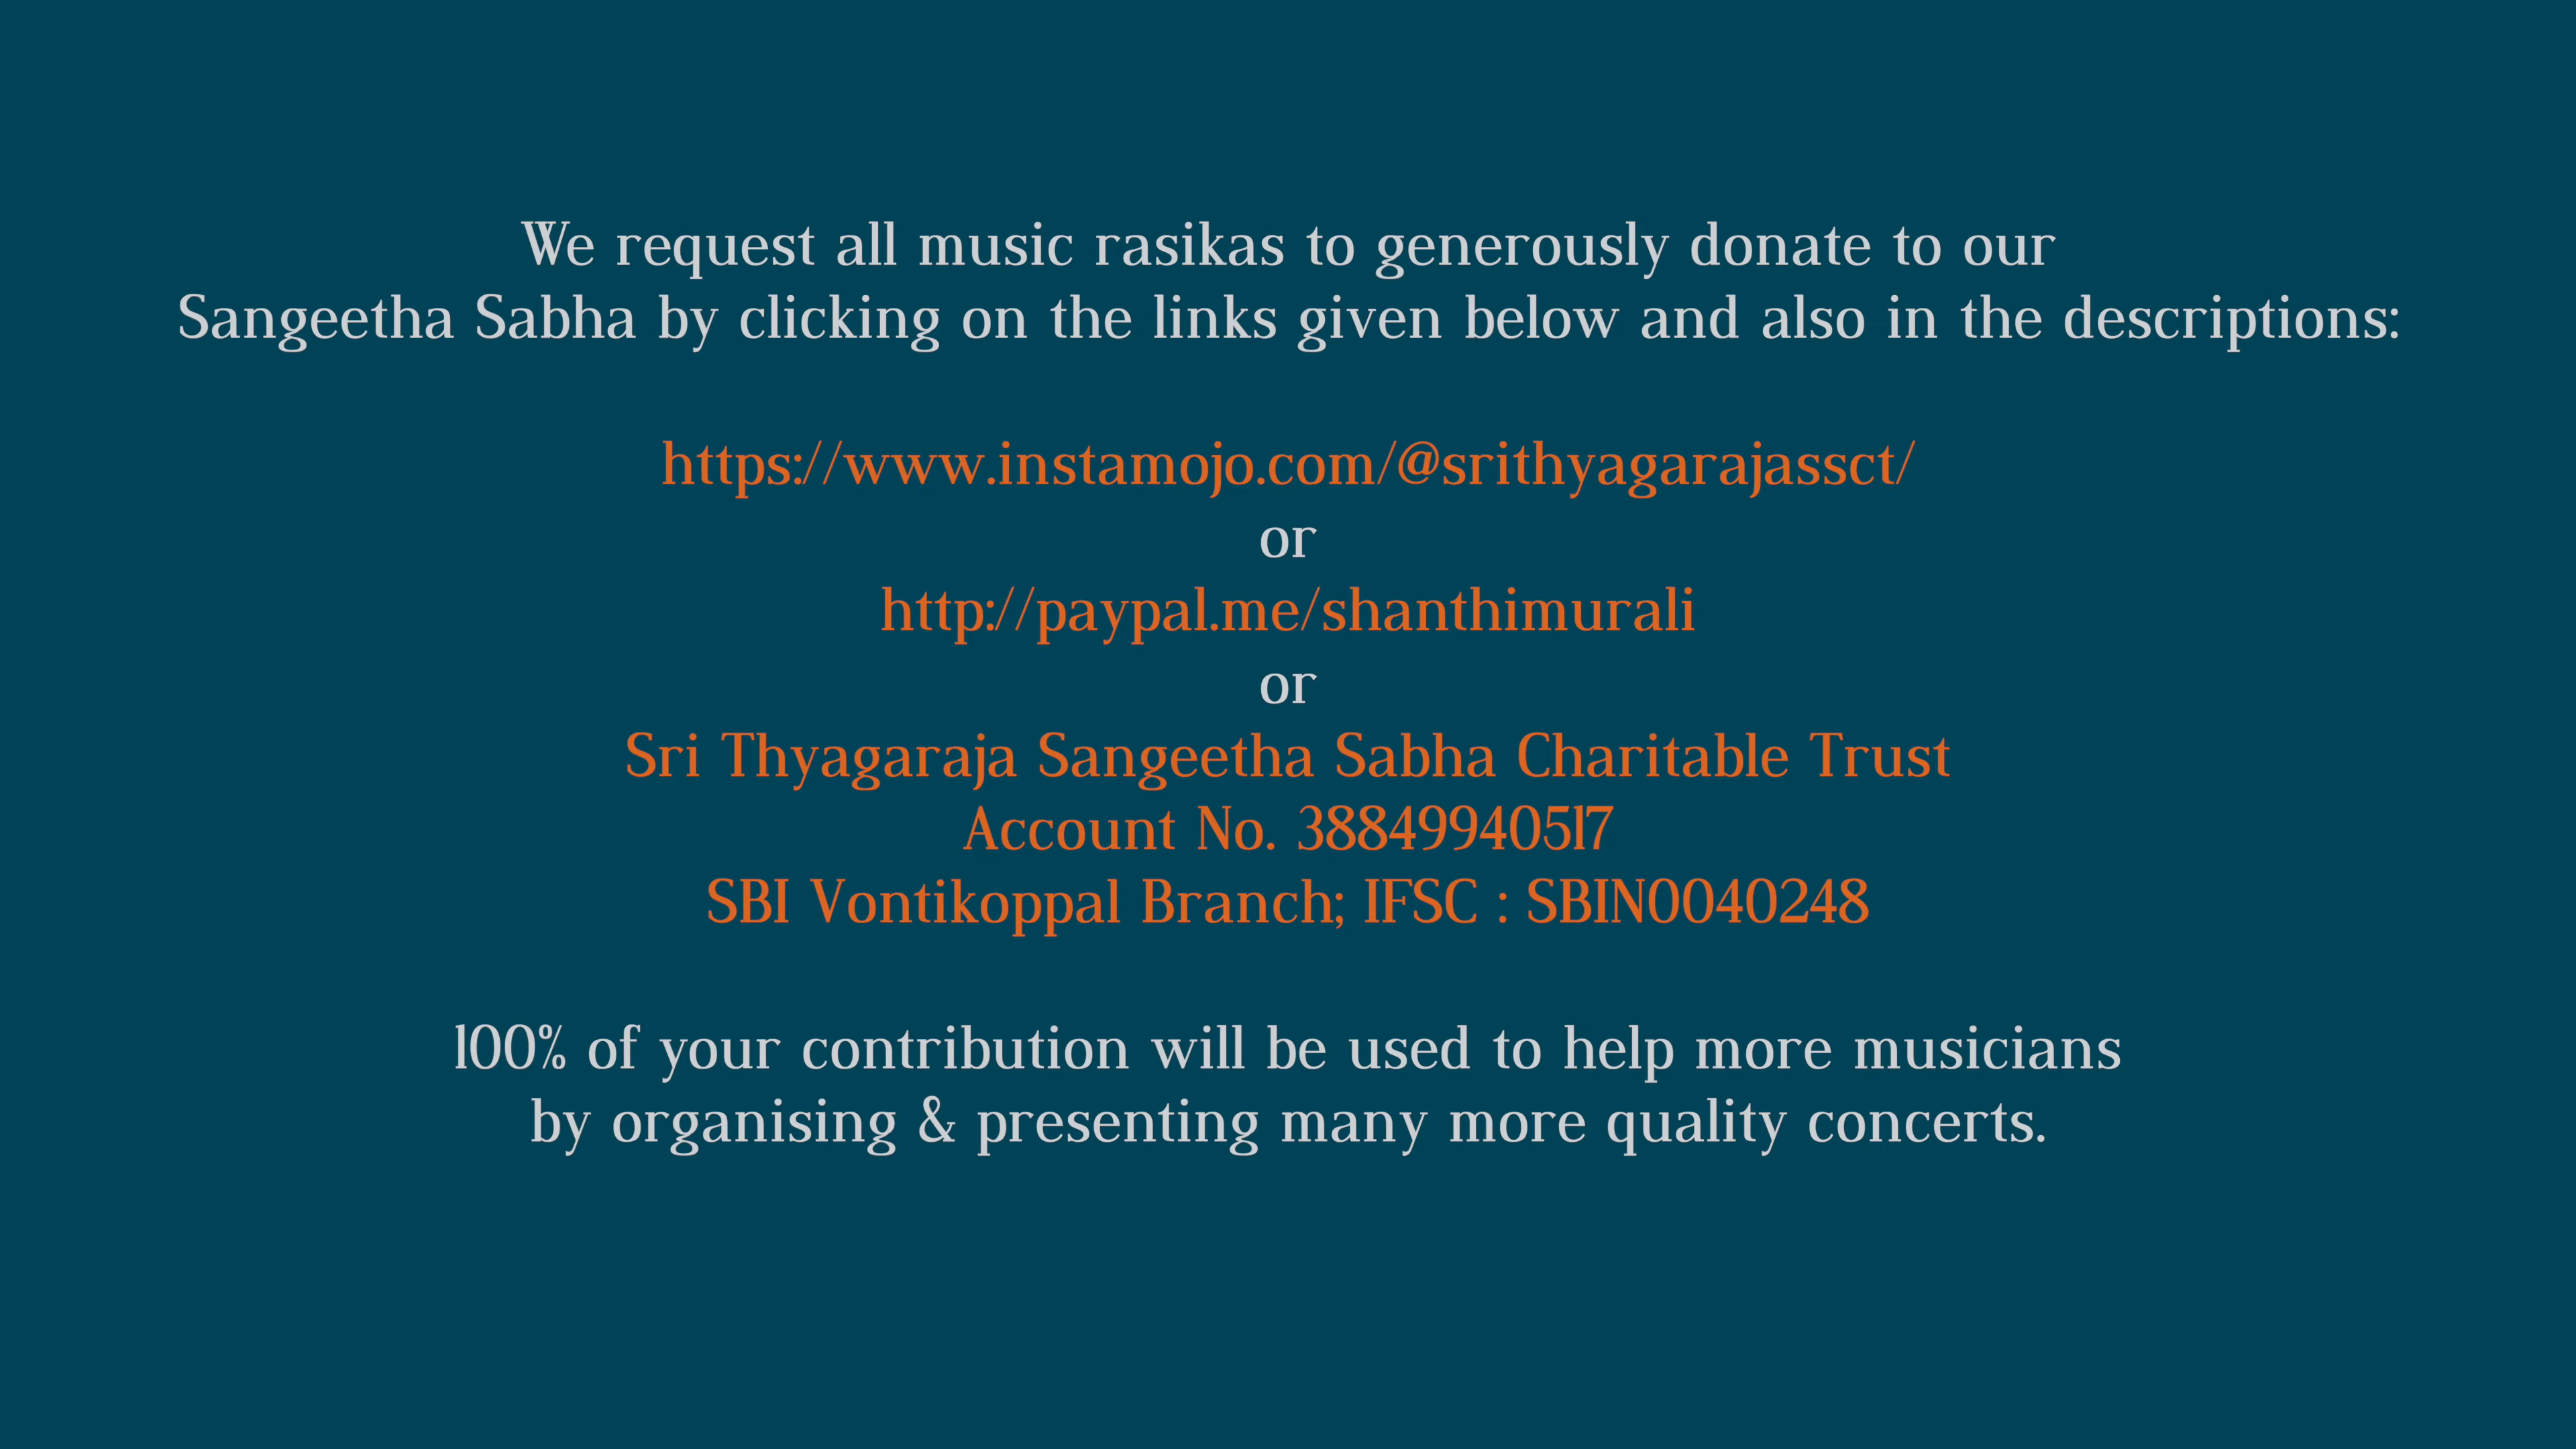 We request all music rasikas to generously donate to our
Sangeetha Sabha by clicking on the links given below and also in the descriptions:
https://www.instamojo.com/@srithyagarajassct/
or
http://paypal.me/shanthimurali
or
Sri Thyagaraja Sangeetha Sabha Charitable Trust
Account No. 38849940517
SBI Vontikoppal Branch; IFSC : SBIN0040248
100% of your contribution will be used to help more musicians
by organising & presenting many more quality concerts.